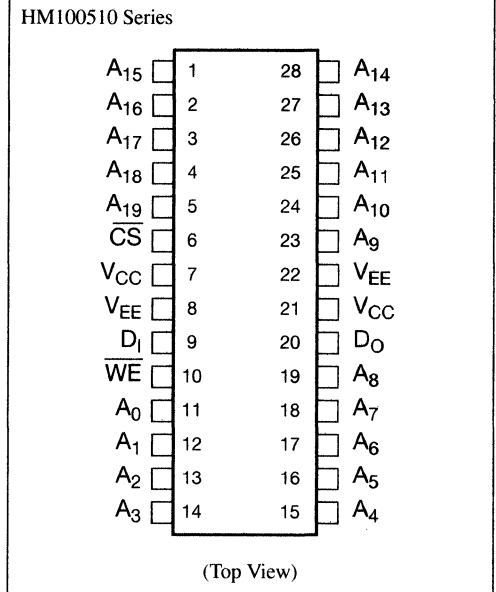 HM100510 Series
A15 1 28 A14
A16 2 27 A13
A17 3 26 A12
A18 4 25 A11
A19 5 24 A10
C̅S̅ 6 23 A9
VCC 7 22 VEE
VEE 8 21 VCC
DI 9 20 DO
W̅E̅ 10 19 A8
A0 11 18 A7
A1 12 17 A6
A2 13 16 A5
A3 14 15 A4
(Top View)